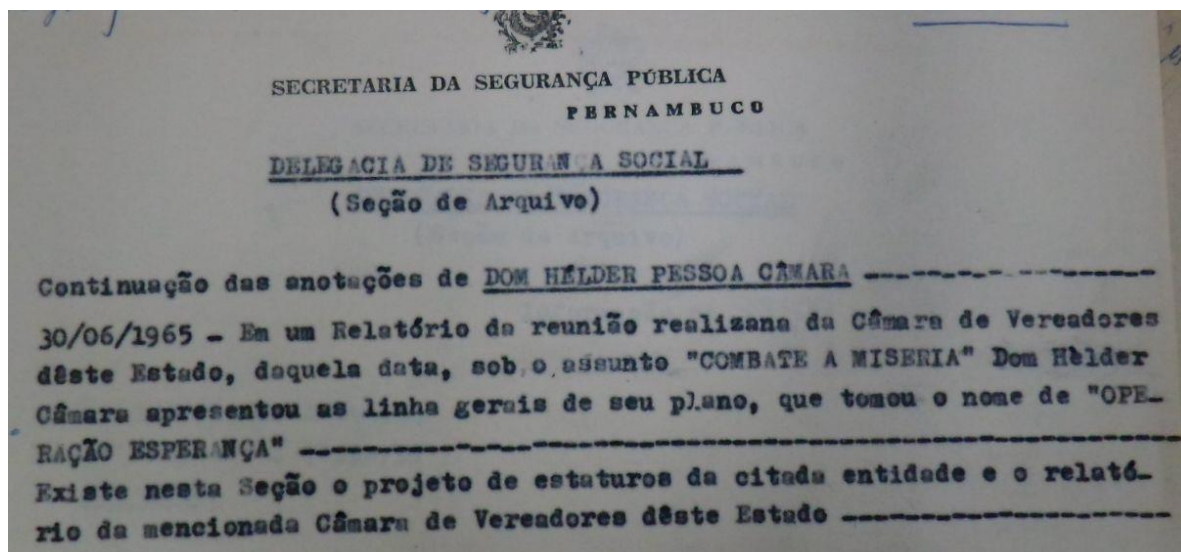 SECRETARIA DA SEGURANÇA PÚBLICA
PERNAMBUCO
DELEGACIA DE SEGURANÇA SOCIAL
(Seção de Arquivo)
Continuação das anotações de DOM HÉLDER PESSOA CÂMARA ------------------
30/06/1965 - Em um Relatório da reunião realizana da Câmara de Vereadores
dêste Estado, daquela data, sob o assunto "COMBATE A MISERIA" Dom Hèlder
Câmara apresentou as linha gerais de seu plano, que tomou o nome de "OPE-
RAÇÃO ESPERANÇA" ------------------------------------------------------
Existe nesta Seção o projeto de estaturos da citada entidade e o relató-
rio da mencionada Câmara de Vereadores dêste Estado --------------------